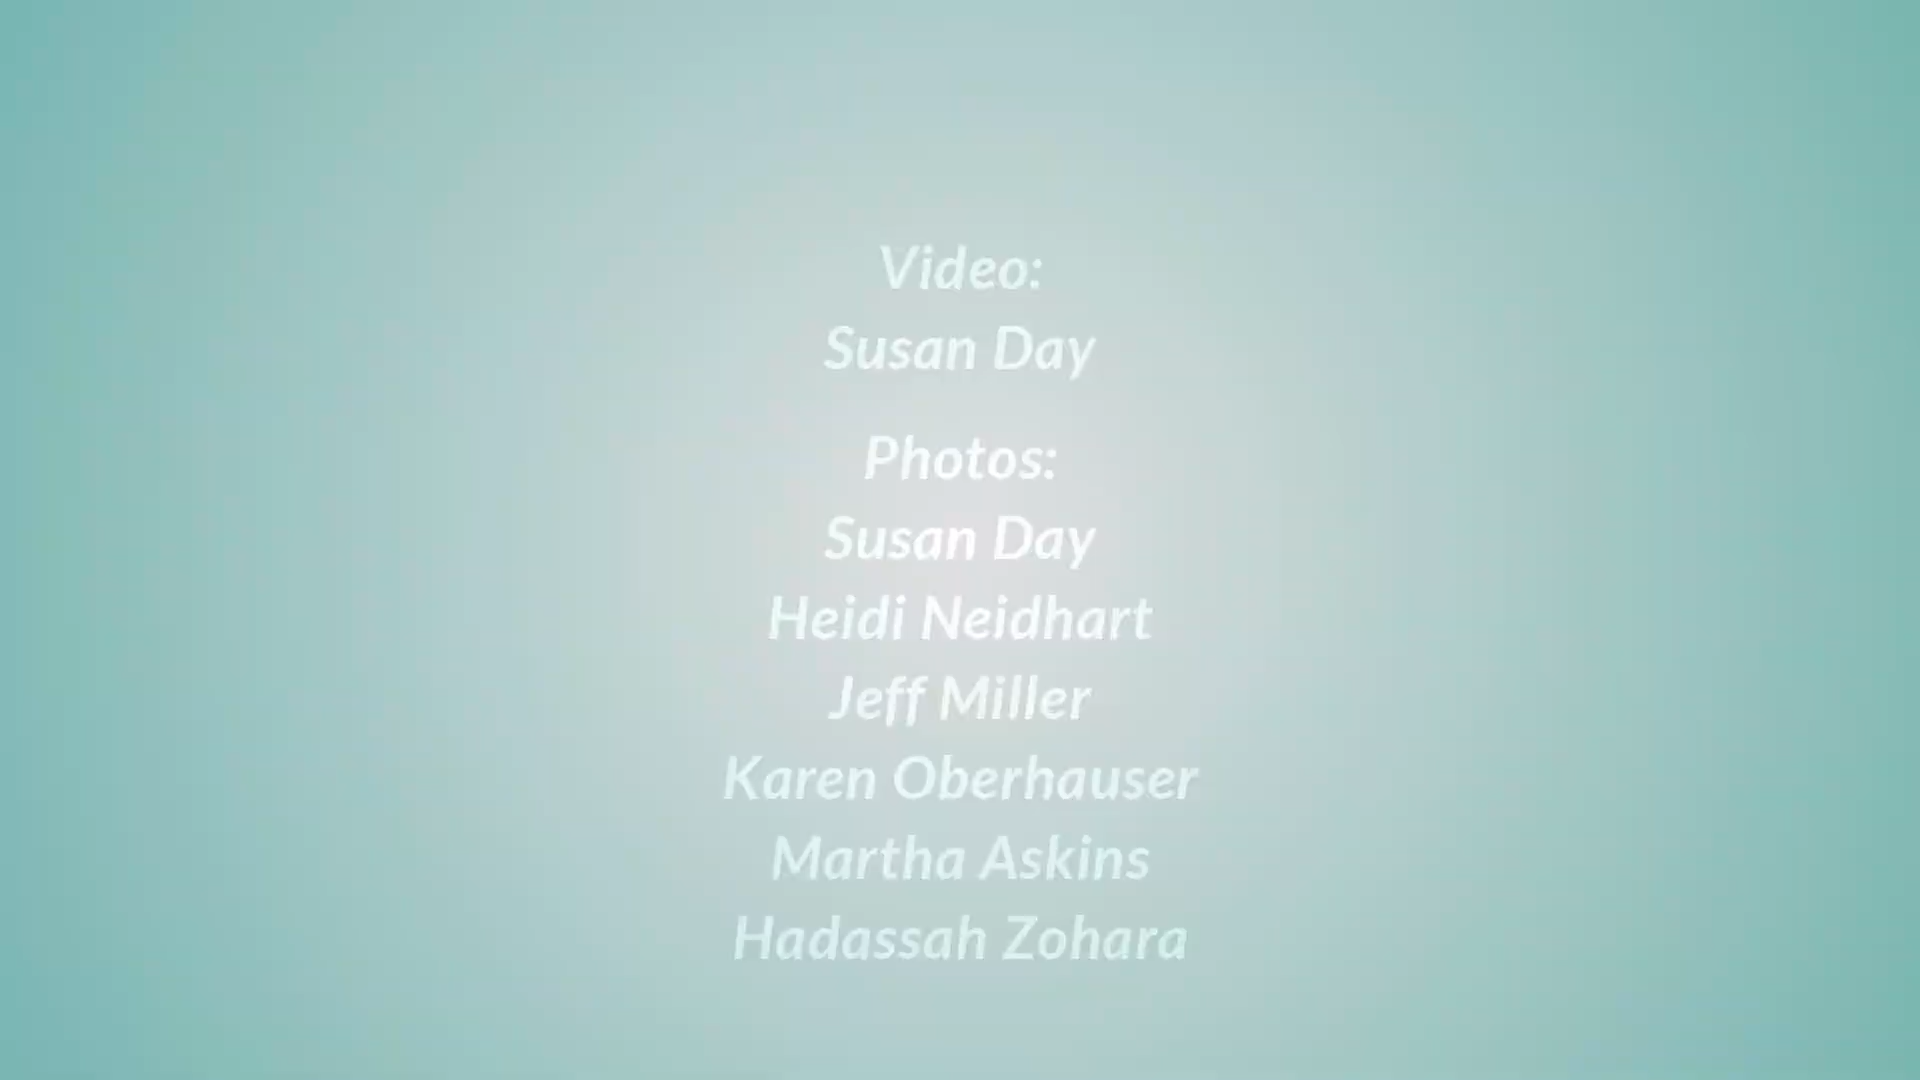 Video:
Susan Day
Photos:
Susan Day
Heidi Neidhart
Jeff Miller
Karen Oberhauser
Martha Askins
Hadassah Zohara